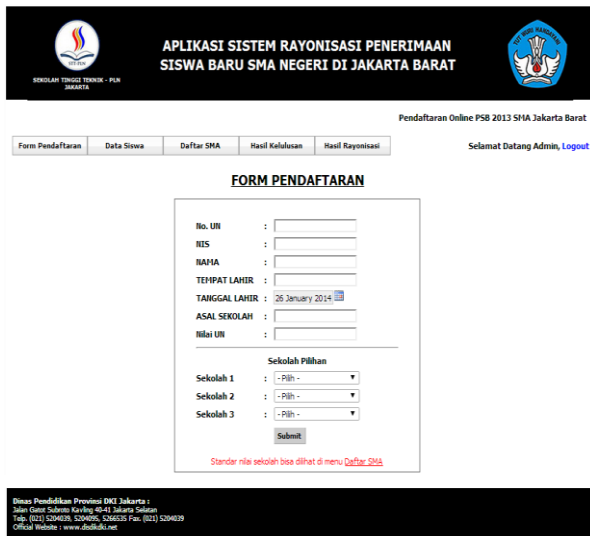 APLIKASI SISTEM RAYONISASI PENERIMAAN
SISWA BARU SMA NEGERI DI JAKARTA BARAT
STT-PLN
SEKOLAH TINGGI TEKNIK - PLN
JAKARTA
TUT WURI HANDAYANI
Pendaftaran Online PSB 2013 SMA Jakarta Barat
Form Pendaftaran Data Siswa Daftar SMA Hasil Kelulusan Hasil Rayonisasi Selamat Datang Admin, Logout
FORM PENDAFTARAN
No. UN :
NIS :
NAMA :
TEMPAT LAHIR :
TANGGAL LAHIR : 26 January 2014
ASAL SEKOLAH :
Nilai UN :
Sekolah Pilihan
Sekolah 1 : - Pilih -
Sekolah 2 : - Pilih -
Sekolah 3 : - Pilih -
Submit
Standar nilai sekolah bisa dilihat di menu Daftar SMA
Dinas Pendidikan Provinsi DKI Jakarta :
Jalan Gatot Subroto Kavling 40-41 Jakarta Selatan
Telp. (021) 5204039, 5204095, 5266535 Fax. (021) 5204039
Official Website : www.disdikdki.net